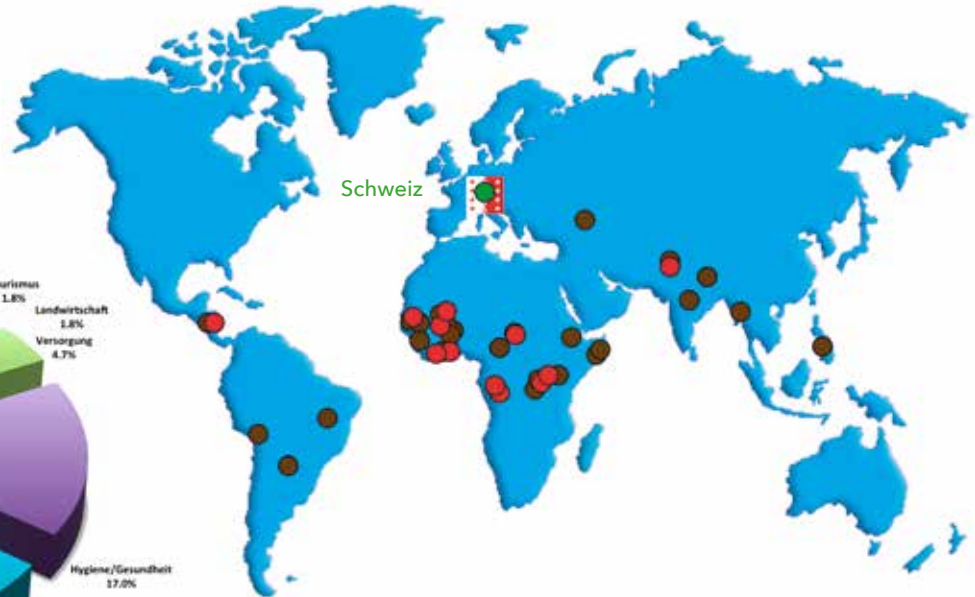 Schweiz
urismus
1.8%
Landwirtschaft
1.8%
Versorgung
4.7%
Hygiene/Gesundheit
17.0%